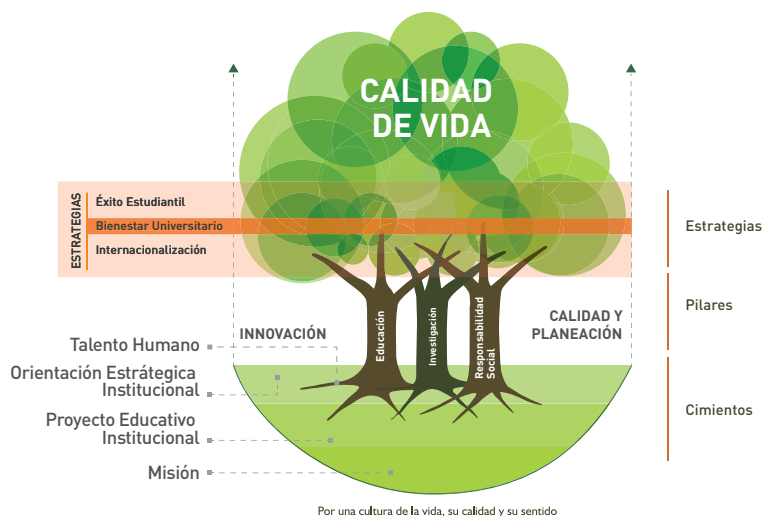 CALIDAD
DE VIDA
ESTRATEGIAS
Éxito Estudiantil
Bienestar Universitario
Internacionalización
Estrategias
Pilares
Cimientos
INNOVACIÓN
CALIDAD Y
PLANEACIÓN
Educación
Investigación
Responsabilidad
Social
Talento Humano
Orientación Estrátegica
Institucional
Proyecto Educativo
Institucional
Misión
Por una cultura de la vida, su calidad y su sentido